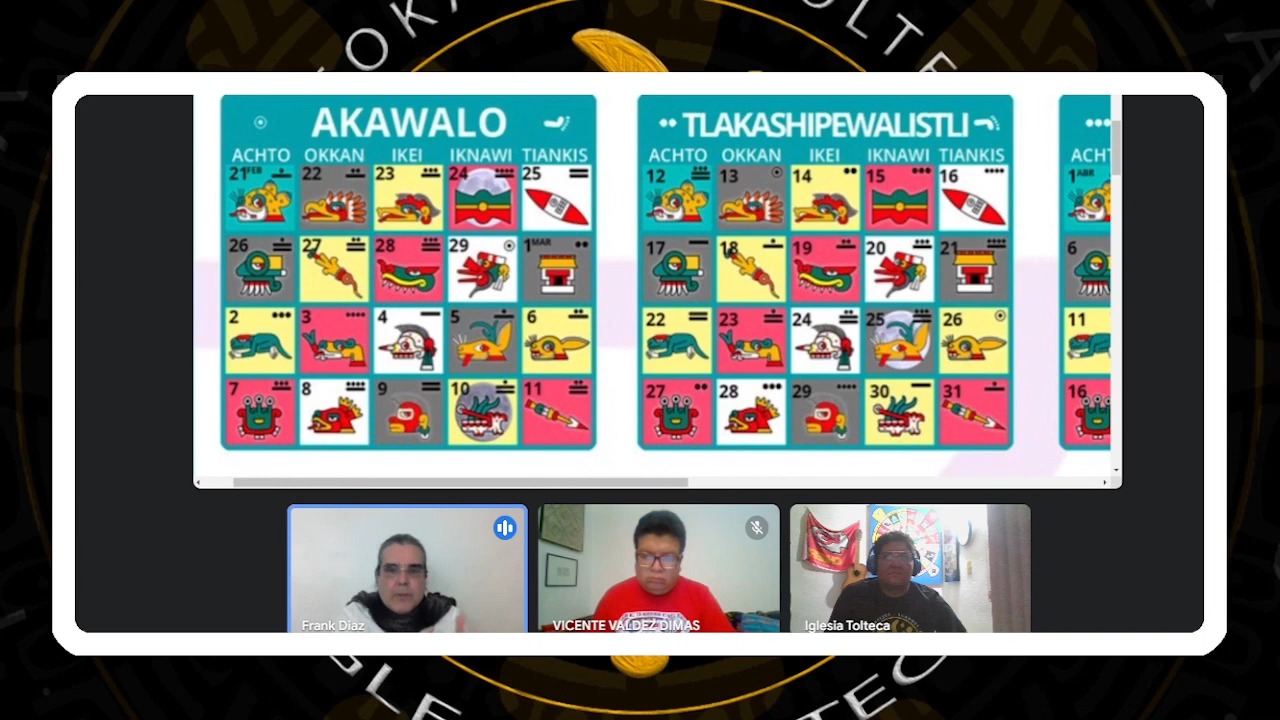 AKAWALO
ACHTO OKKAN IKEI IKNAWI TIANKIS
21 FEB 22 23 24 25
26 27 28 29 1 MAR
2 3 4 5 6
7 8 9 10 11
TLAKASHIPEWALISTLI
ACHTO OKKAN IKEI IKNAWI TIANKIS
12 13 14 15 16
17 18 19 20 21
22 23 24 25 26
27 28 29 30 31
ACHT
1 ABR
6
11
16
Frank Díaz
VICENTE VALDEZ DIMAS
Iglesia Tolteca